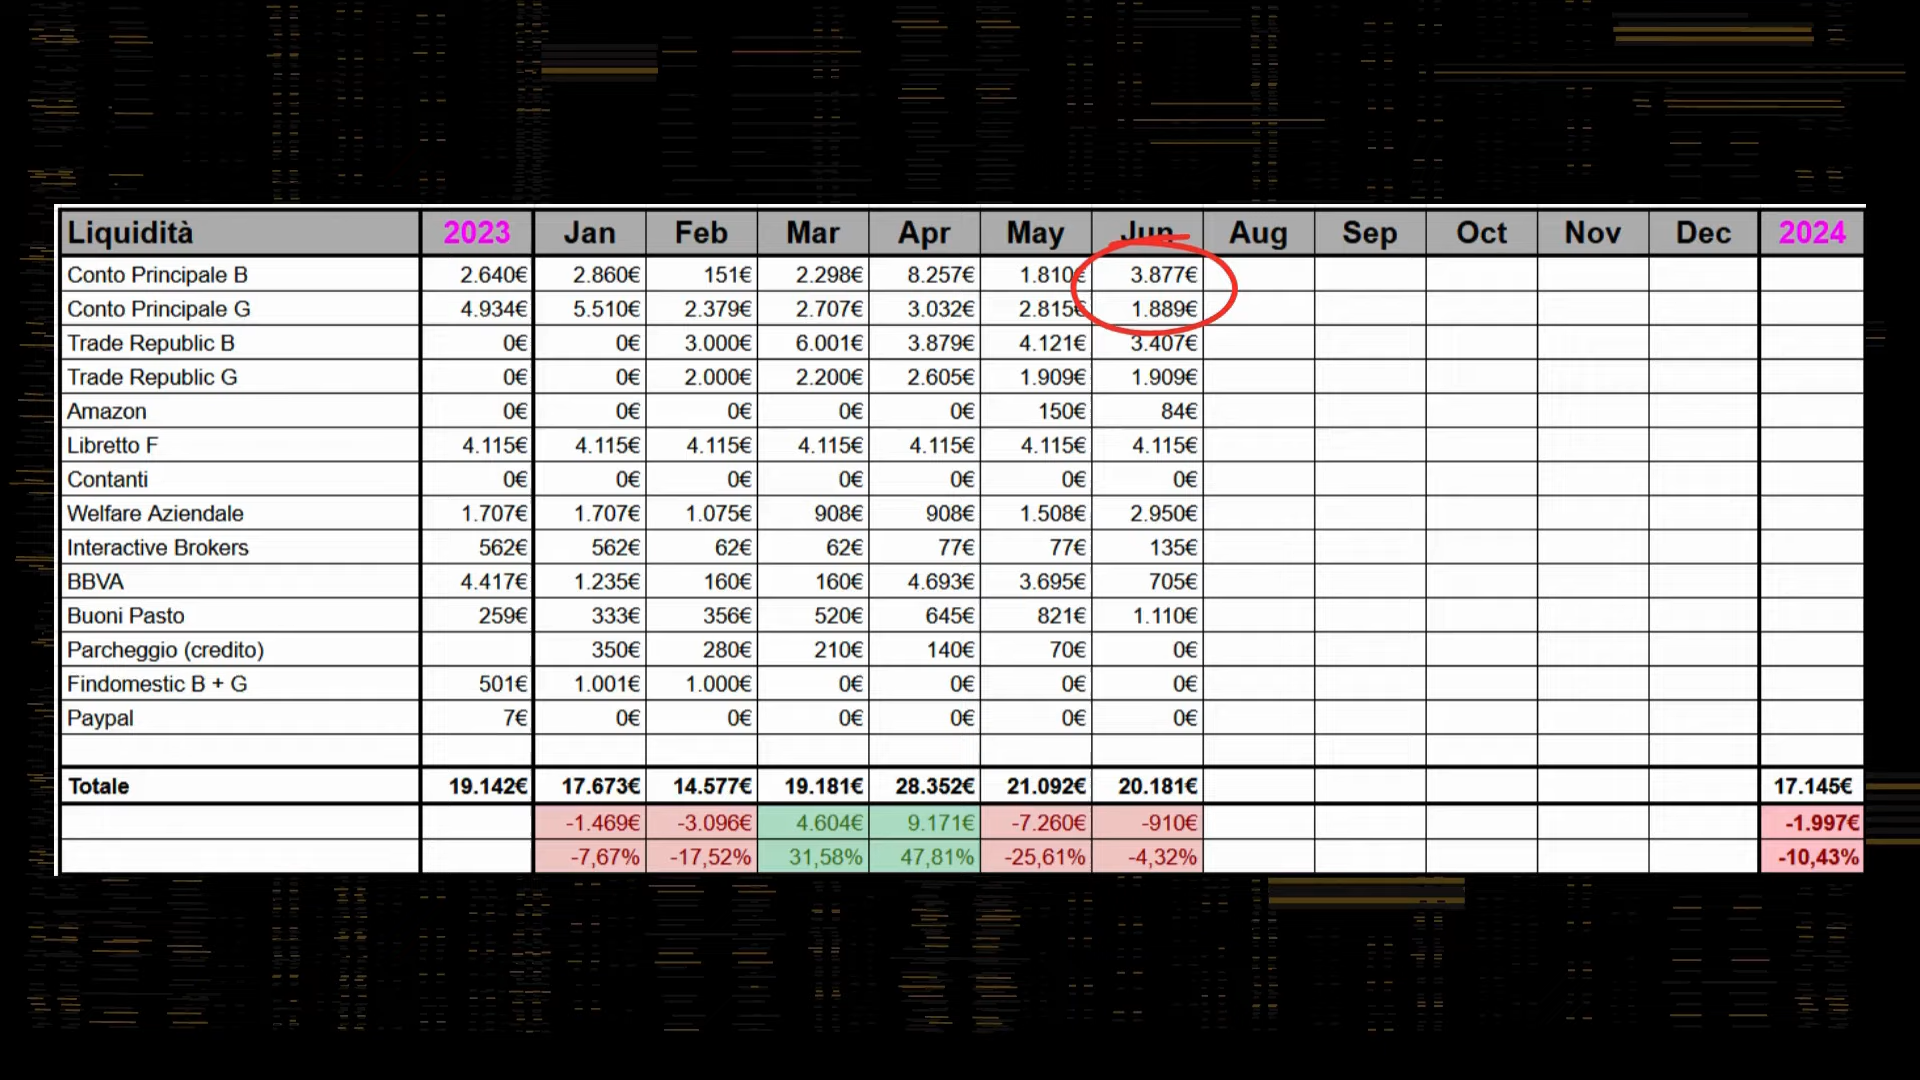 Liquidità 2023 Jan Feb Mar Apr May Jun Aug Sep Oct Nov Dec 2024
Conto Principale B 2.640€ 2.860€ 151€ 2.298€ 8.257€ 1.810€ 3.877€
Conto Principale G 4.934€ 5.510€ 2.379€ 2.707€ 3.032€ 2.815€ 1.889€
Trade Republic B 0€ 0€ 3.000€ 6.001€ 3.879€ 4.121€ 3.407€
Trade Republic G 0€ 0€ 2.000€ 2.200€ 2.605€ 1.909€ 1.909€
Amazon 0€ 0€ 0€ 0€ 0€ 150€ 84€
Libretto F 4.115€ 4.115€ 4.115€ 4.115€ 4.115€ 4.115€ 4.115€
Contanti 0€ 0€ 0€ 0€ 0€ 0€ 0€
Welfare Aziendale 1.707€ 1.707€ 1.075€ 908€ 908€ 1.508€ 2.950€
Interactive Brokers 562€ 562€ 62€ 62€ 77€ 77€ 135€
BBVA 4.417€ 1.235€ 160€ 160€ 4.693€ 3.695€ 705€
Buoni Pasto 259€ 333€ 356€ 520€ 645€ 821€ 1.110€
Parcheggio (credito) 350€ 280€ 210€ 140€ 70€ 0€
Findomestic B + G 501€ 1.001€ 1.000€ 0€ 0€ 0€ 0€
Paypal 7€ 0€ 0€ 0€ 0€ 0€ 0€
Totale 19.142€ 17.673€ 14.577€ 19.181€ 28.352€ 21.092€ 20.181€ 17.145€
-1.469€ -3.096€ 4.604€ 9.171€ -7.260€ -910€ -1.997€
-7,67% -17,52% 31,58% 47,81% -25,61% -4,32% -10,43%